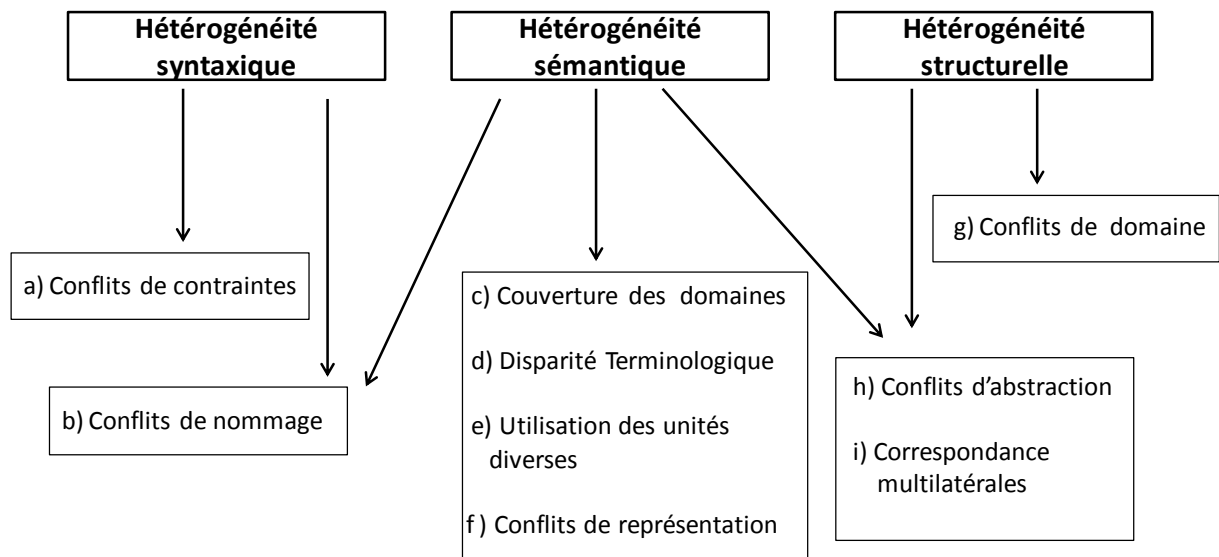 Hétérogénéité
syntaxique
Hétérogénéité
sémantique
Hétérogénéité
structurelle
a) Conflits de contraintes
b) Conflits de nommage
c) Couverture des domaines
d) Disparité Terminologique
e) Utilisation des unités
diverses
f) Conflits de représentation
g) Conflits de domaine
h) Conflits d’abstraction
i) Correspondance
multilatérales